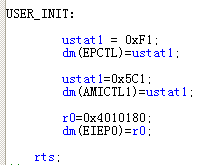 USER_INIT:
ustat1 = 0xF1;
dm(EPCTL)=ustat1;
ustat1=0x5C1;
dm(AMICTL1)=ustat1;
r0=0x4010180;
dm(EIEP0)=r0;
rts;